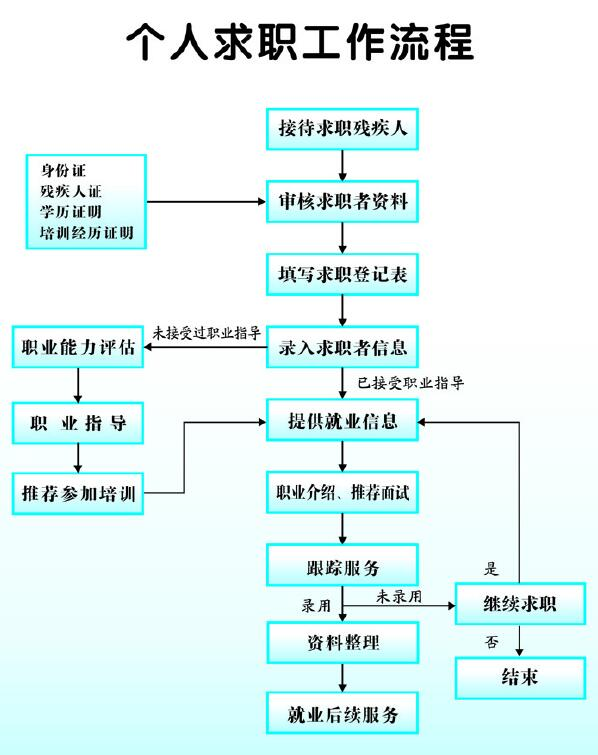 个人求职工作流程
接待求职残疾人
身份证
残疾人证
学历证明
培训经历证明
审核求职者资料
填写求职登记表
录入求职者信息
未接受过职业指导
职业能力评估
职业指导
推荐参加培训
已接受职业指导
提供就业信息
职业介绍、推荐面试
跟踪服务
录用
未录用
继续求职
是
否
结束
资料整理
就业后续服务